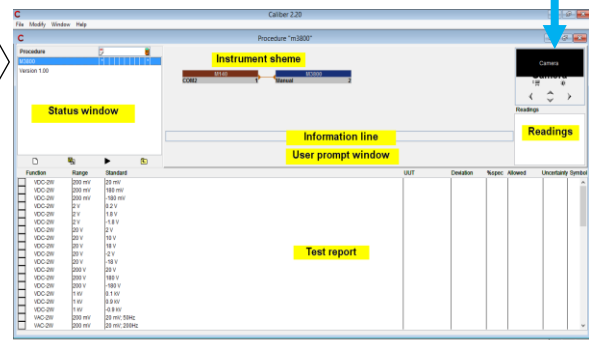 Caliber 2.20
File Modify Window Help
Procedure "m3800"
Procedure
M3800
Version 1.00
Status window
Instrument sheme
M140 M3800
COM2 1 Manual 2
Information line
User prompt window
Camera
Readings
Readings
Function Range Standard UUT Deviation %spec Allowed Uncertainty Symbol
VDC-2W 200 mV 20 mV
VDC-2W 200 mV 180 mV
VDC-2W 200 mV -180 mV
VDC-2W 2 V 0.2 V
VDC-2W 2 V 1.8 V
VDC-2W 2 V -1.8 V
VDC-2W 20 V 2 V
VDC-2W 20 V 10 V
VDC-2W 20 V 18 V
VDC-2W 20 V -2 V
VDC-2W 20 V -18 V
VDC-2W 200 V 20 V
VDC-2W 200 V 180 V
VDC-2W 200 V -180 V
VDC-2W 1 kV 0.1 kV
VDC-2W 1 kV 0.9 kV
VDC-2W 1 kV -0.9 kV
VAC-2W 200 mV 20 mV; 50Hz
VAC-2W 200 mV 20 mV; 200Hz
Test report